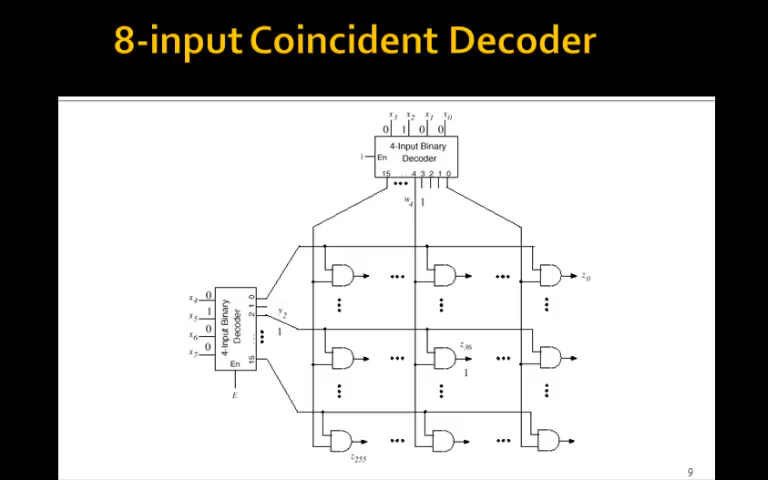 8-input Coincident Decoder
x3 x2 x1 x0
0 1 0 0
1 En
4-Input Binary
Decoder
15 ... 4 3 2 1 0
w4 1
z0
x4 0
x5 1
x6 0
x7 0
4-Input Binary
Decoder
0
1
2
15
En
E
y2
1
z36
1
z255
9